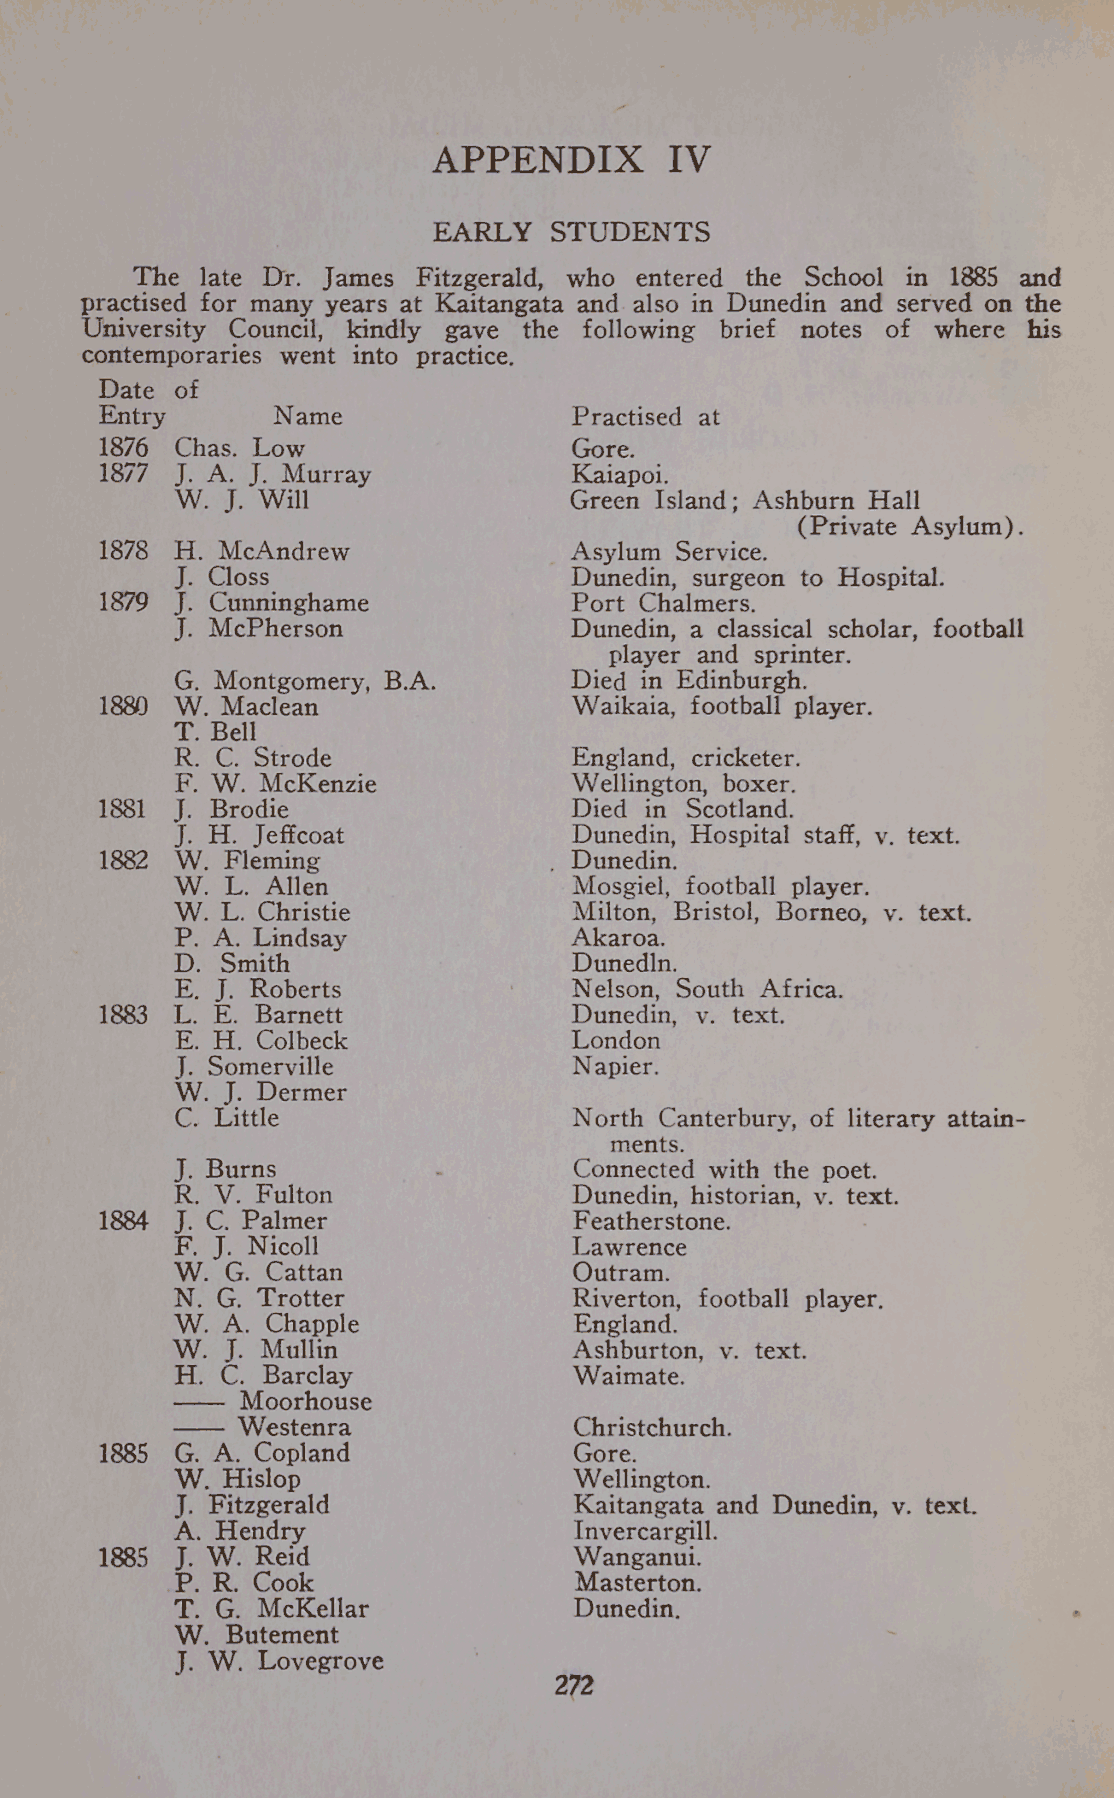 APPENDIX IV
EARLY STUDENTS
The late Dr. James Fitzgerald, who entered the School in 1885 and
practised for many years at Kaitangata and also in Dunedin and served on the
University Council, kindly gave the following brief notes of where his
contemporaries went into practice.
Date of
Entry Name Practised at
1876 Chas. Low Gore.
1877 J. A. J. Murray Kaiapoi.
W. J. Will Green Island; Ashburn Hall
(Private Asylum).
1878 H. McAndrew Asylum Service.
J. Closs Dunedin, surgeon to Hospital.
1879 J. Cunninghame Port Chalmers.
J. McPherson Dunedin, a classical scholar, football
player and sprinter.
G. Montgomery, B.A. Died in Edinburgh.
1880 W. Maclean Waikaia, football player.
T. Bell
R. C. Strode England, cricketer.
F. W. McKenzie Wellington, boxer.
1881 J. Brodie Died in Scotland.
J. H. Jeffcoat Dunedin, Hospital staff, v. text.
1882 W. Fleming Dunedin.
W. L. Allen Mosgiel, football player.
W. L. Christie Milton, Bristol, Borneo, v. text.
P. A. Lindsay Akaroa.
D. Smith Dunedln.
E. J. Roberts Nelson, South Africa.
1883 L. E. Barnett Dunedin, v. text.
E. H. Colbeck London
J. Somerville Napier.
W. J. Dermer
C. Little North Canterbury, of literary attain-
ments.
J. Burns Connected with the poet.
R. V. Fulton Dunedin, historian, v. text.
1884 J. C. Palmer Featherstone.
F. J. Nicoll Lawrence
W. G. Cattan Outram.
N. G. Trotter Riverton, football player.
W. A. Chapple England.
W. J. Mullin Ashburton, v. text.
H. C. Barclay Waimate.
—— Moorhouse
—— Westenra Christchurch.
1885 G. A. Copland Gore.
W. Hislop Wellington.
J. Fitzgerald Kaitangata and Dunedin, v. text.
A. Hendry Invercargill.
1885 J. W. Reid Wanganui.
P. R. Cook Masterton.
T. G. McKellar Dunedin.
W. Butement
J. W. Lovegrove
272